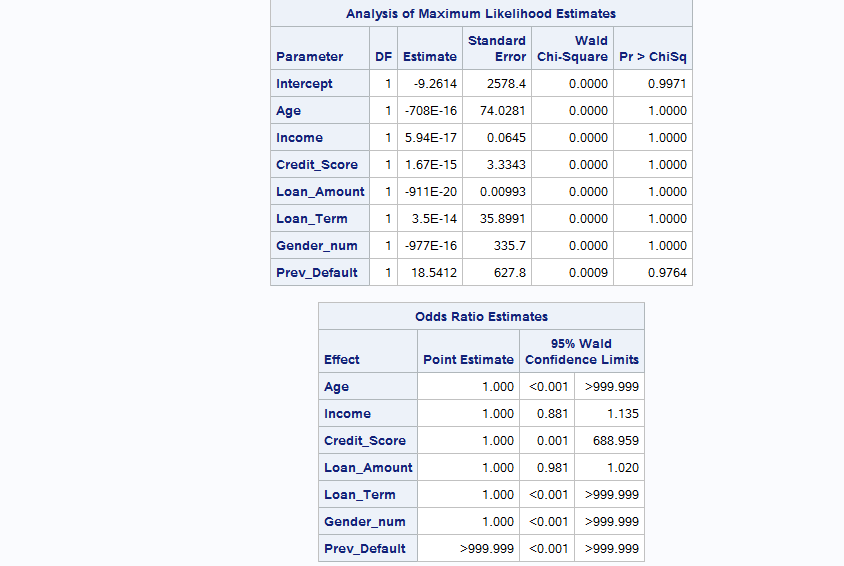 Analysis of Maximum Likelihood Estimates
Parameter DF Estimate Standard Error Wald Chi-Square Pr > ChiSq
Intercept 1 -9.2614 2578.4 0.0000 0.9971
Age 1 -708E-16 74.0281 0.0000 1.0000
Income 1 5.94E-17 0.0645 0.0000 1.0000
Credit_Score 1 1.67E-15 3.3343 0.0000 1.0000
Loan_Amount 1 -911E-20 0.00993 0.0000 1.0000
Loan_Term 1 3.5E-14 35.8991 0.0000 1.0000
Gender_num 1 -977E-16 335.7 0.0000 1.0000
Prev_Default 1 18.5412 627.8 0.0009 0.9764
Odds Ratio Estimates
Effect Point Estimate 95% Wald Confidence Limits
Age 1.000 <0.001 >999.999
Income 1.000 0.881 1.135
Credit_Score 1.000 0.001 688.959
Loan_Amount 1.000 0.981 1.020
Loan_Term 1.000 <0.001 >999.999
Gender_num 1.000 <0.001 >999.999
Prev_Default >999.999 <0.001 >999.999